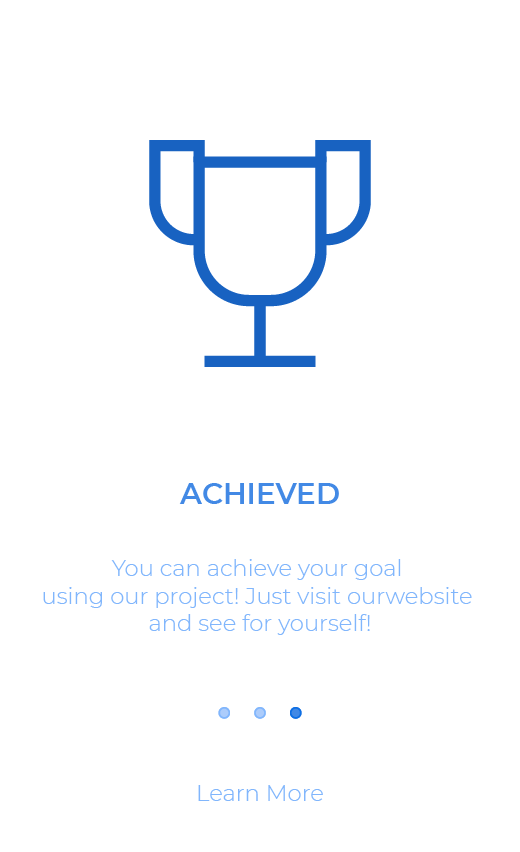 ACHIEVED
You can achieve your goal
using our project! Just visit ourwebsite
and see for yourself!
Learn More